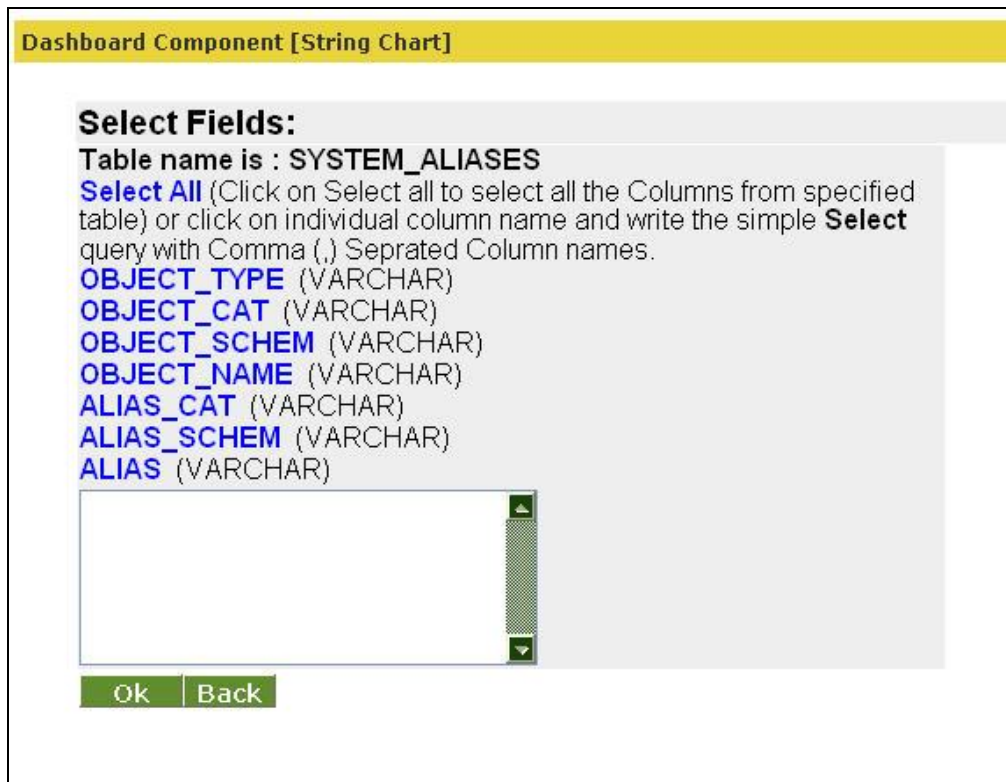 Dashboard Component [String Chart]
Select Fields:
Table name is : SYSTEM_ALIASES
Select All (Click on Select all to select all the Columns from specified
table) or click on individual column name and write the simple Select
query with Comma (,) Seprated Column names.
OBJECT_TYPE (VARCHAR)
OBJECT_CAT (VARCHAR)
OBJECT_SCHEM (VARCHAR)
OBJECT_NAME (VARCHAR)
ALIAS_CAT (VARCHAR)
ALIAS_SCHEM (VARCHAR)
ALIAS (VARCHAR)
Ok Back